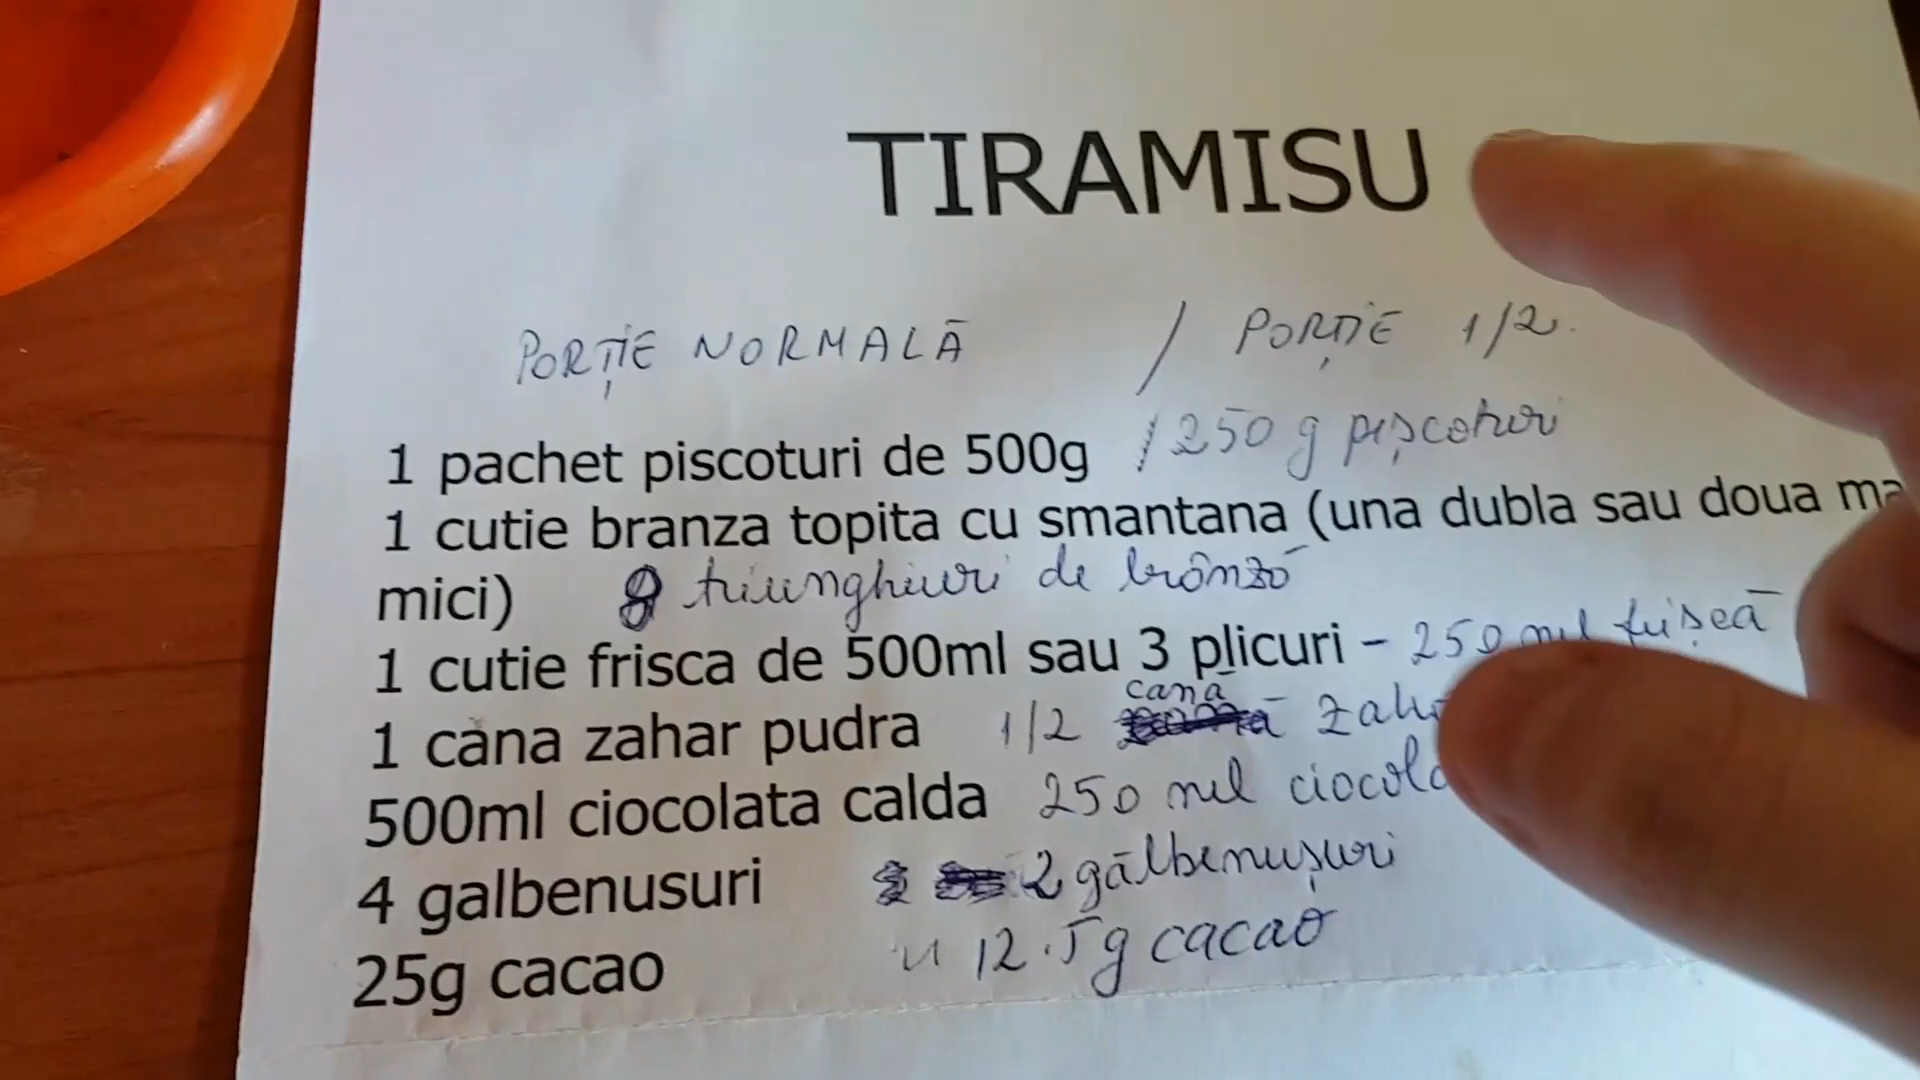 TIRAMISU
PORȚIE NORMALĂ / PORȚIE 1/2.
1 pachet piscoturi de 500g / 250 g pișcoturi
1 cutie branza topita cu smantana (una dubla sau doua
mici) 8 triunghiuri de brânză
1 cutie frisca de 500ml sau 3 plicuri - 250 ml frișcă
1 cana zahar pudra 1/2 cană
500ml ciocolata calda 250 ml
4 galbenusuri 2 gălbenușuri
25g cacao 12.5g cacao